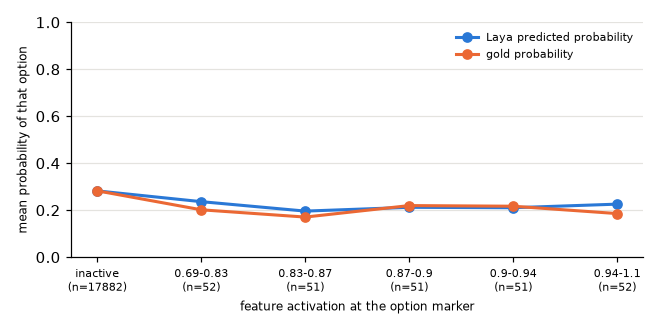 mean probability of that option
1.0
0.8
0.6
0.4
0.2
0.0
Laya predicted probability
gold probability
inactive
(n=17882)
0.69-0.83
(n=52)
0.83-0.87
(n=51)
0.87-0.9
(n=51)
0.9-0.94
(n=51)
0.94-1.1
(n=52)
feature activation at the option marker